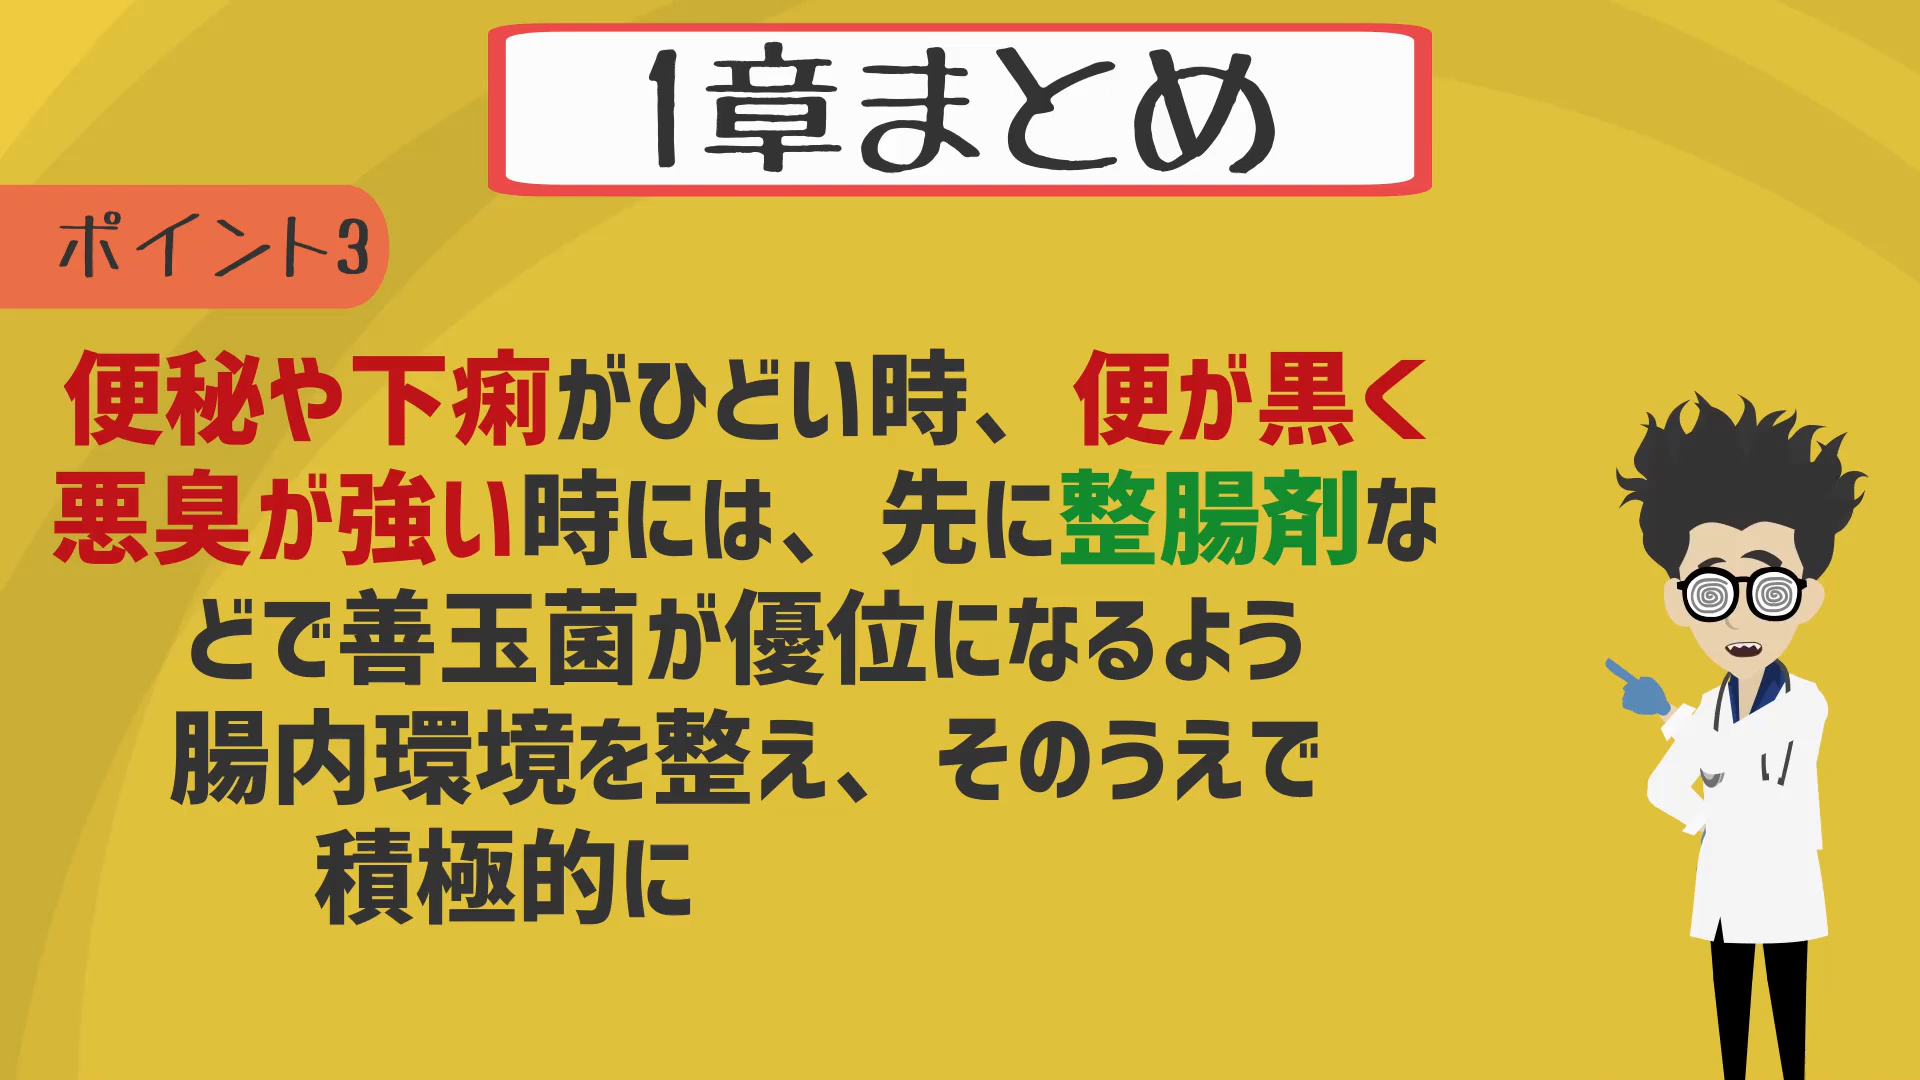 1章まとめ
ポイント3
便秘や下痢がひどい時、便が黒く
悪臭が強い時には、先に整腸剤な
どで善玉菌が優位になるよう
腸内環境を整え、そのうえで
積極的に